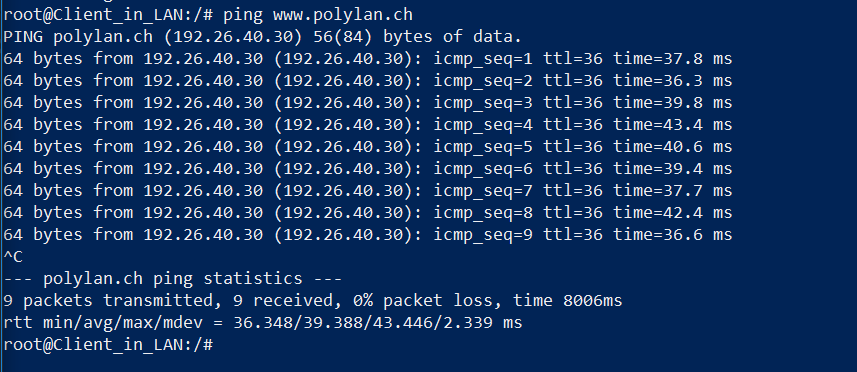 root@Client_in_LAN:/# ping www.polylan.ch
PING polylan.ch (192.26.40.30) 56(84) bytes of data.
64 bytes from 192.26.40.30 (192.26.40.30): icmp_seq=1 ttl=36 time=37.8 ms
64 bytes from 192.26.40.30 (192.26.40.30): icmp_seq=2 ttl=36 time=36.3 ms
64 bytes from 192.26.40.30 (192.26.40.30): icmp_seq=3 ttl=36 time=39.8 ms
64 bytes from 192.26.40.30 (192.26.40.30): icmp_seq=4 ttl=36 time=43.4 ms
64 bytes from 192.26.40.30 (192.26.40.30): icmp_seq=5 ttl=36 time=40.6 ms
64 bytes from 192.26.40.30 (192.26.40.30): icmp_seq=6 ttl=36 time=39.4 ms
64 bytes from 192.26.40.30 (192.26.40.30): icmp_seq=7 ttl=36 time=37.7 ms
64 bytes from 192.26.40.30 (192.26.40.30): icmp_seq=8 ttl=36 time=42.4 ms
64 bytes from 192.26.40.30 (192.26.40.30): icmp_seq=9 ttl=36 time=36.6 ms
^C
--- polylan.ch ping statistics ---
9 packets transmitted, 9 received, 0% packet loss, time 8006ms
rtt min/avg/max/mdev = 36.348/39.388/43.446/2.339 ms
root@Client_in_LAN:/#